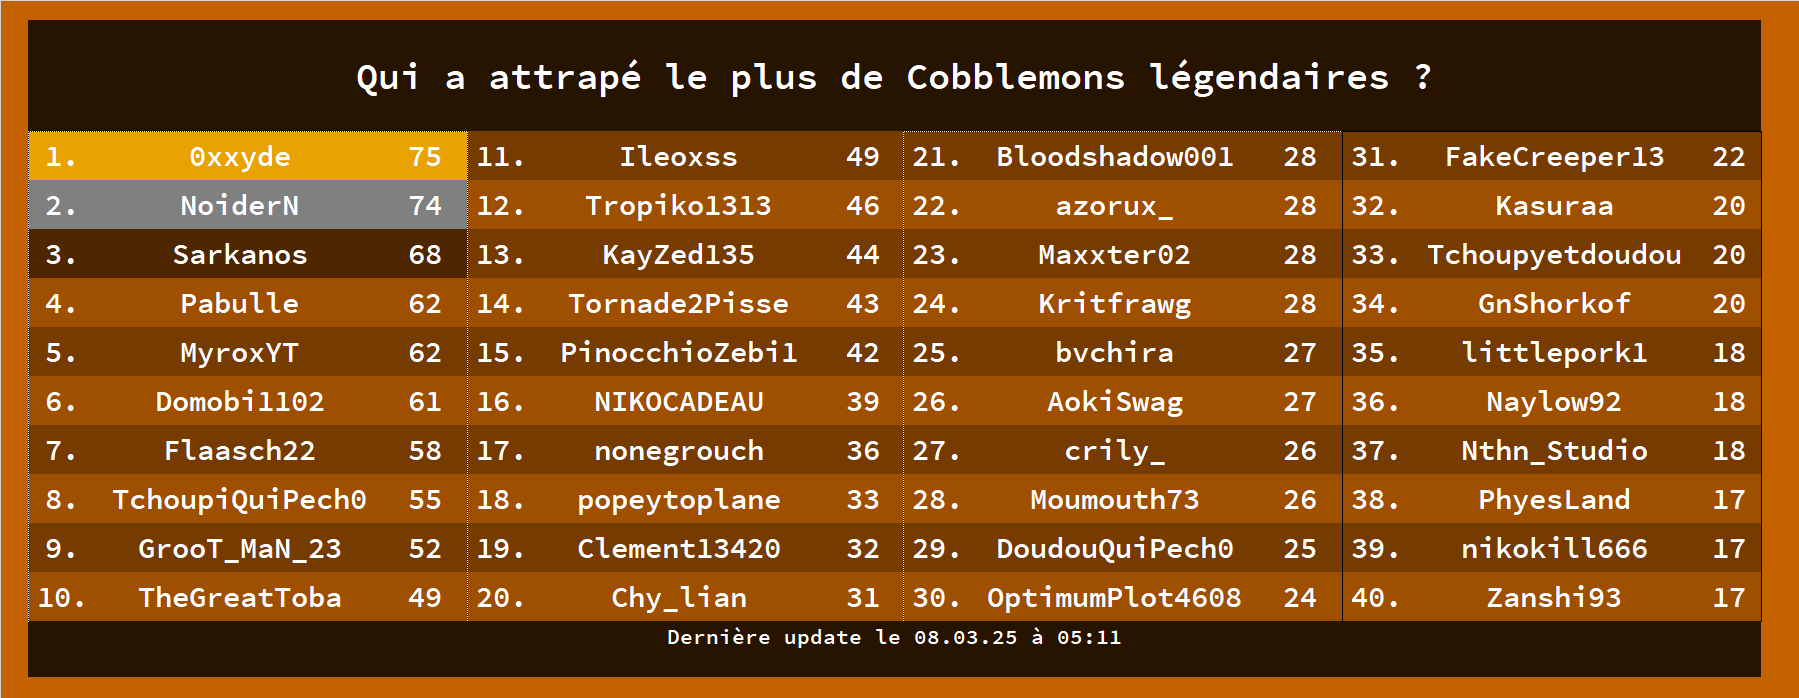 Qui a attrapé le plus de Cobblemons légendaires ?
1. 0xxyde 75 11. Ileoxss 49 21. Bloodshadow001 28 31. FakeCreeper13 22
2. NoiderN 74 12. Tropiko1313 46 22. azorux_ 28 32. Kasuraa 20
3. Sarkanos 68 13. KayZed135 44 23. Maxxter02 28 33. Tchoupyetdoudou 20
4. Pabulle 62 14. Tornade2Pisse 43 24. Kritfrawg 28 34. GnShorkof 20
5. MyroxYT 62 15. PinocchioZebi1 42 25. bvchira 27 35. littlepork1 18
6. Domobi1102 61 16. NIKOCADEAU 39 26. AokiSwag 27 36. Naylow92 18
7. Flaasch22 58 17. nonegrouch 36 27. crily_ 26 37. Nthn_Studio 18
8. TchoupiQuiPech0 55 18. popeytoplane 33 28. Moumouth73 26 38. PhyesLand 17
9. GrooT_MaN_23 52 19. Clement13420 32 29. DoudouQuiPech0 25 39. nikokill666 17
10. TheGreatToba 49 20. Chy_lian 31 30. OptimumPlot4608 24 40. Zanshi93 17
Dernière update le 08.03.25 à 05:11